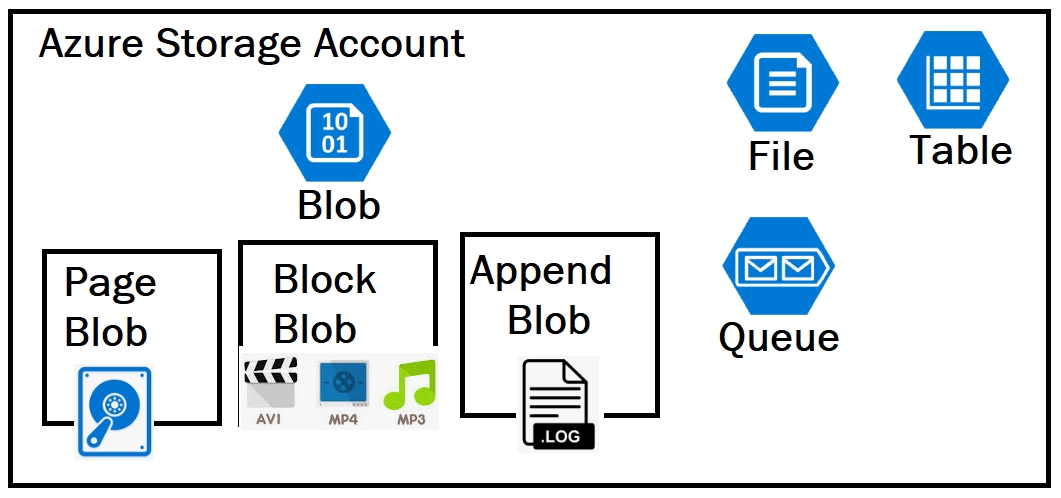 Azure Storage Account
10
01
Blob
File
Table
Page
Blob
Block
Blob
Append
Blob
Queue
AVI
MP4
MP3
.LOG